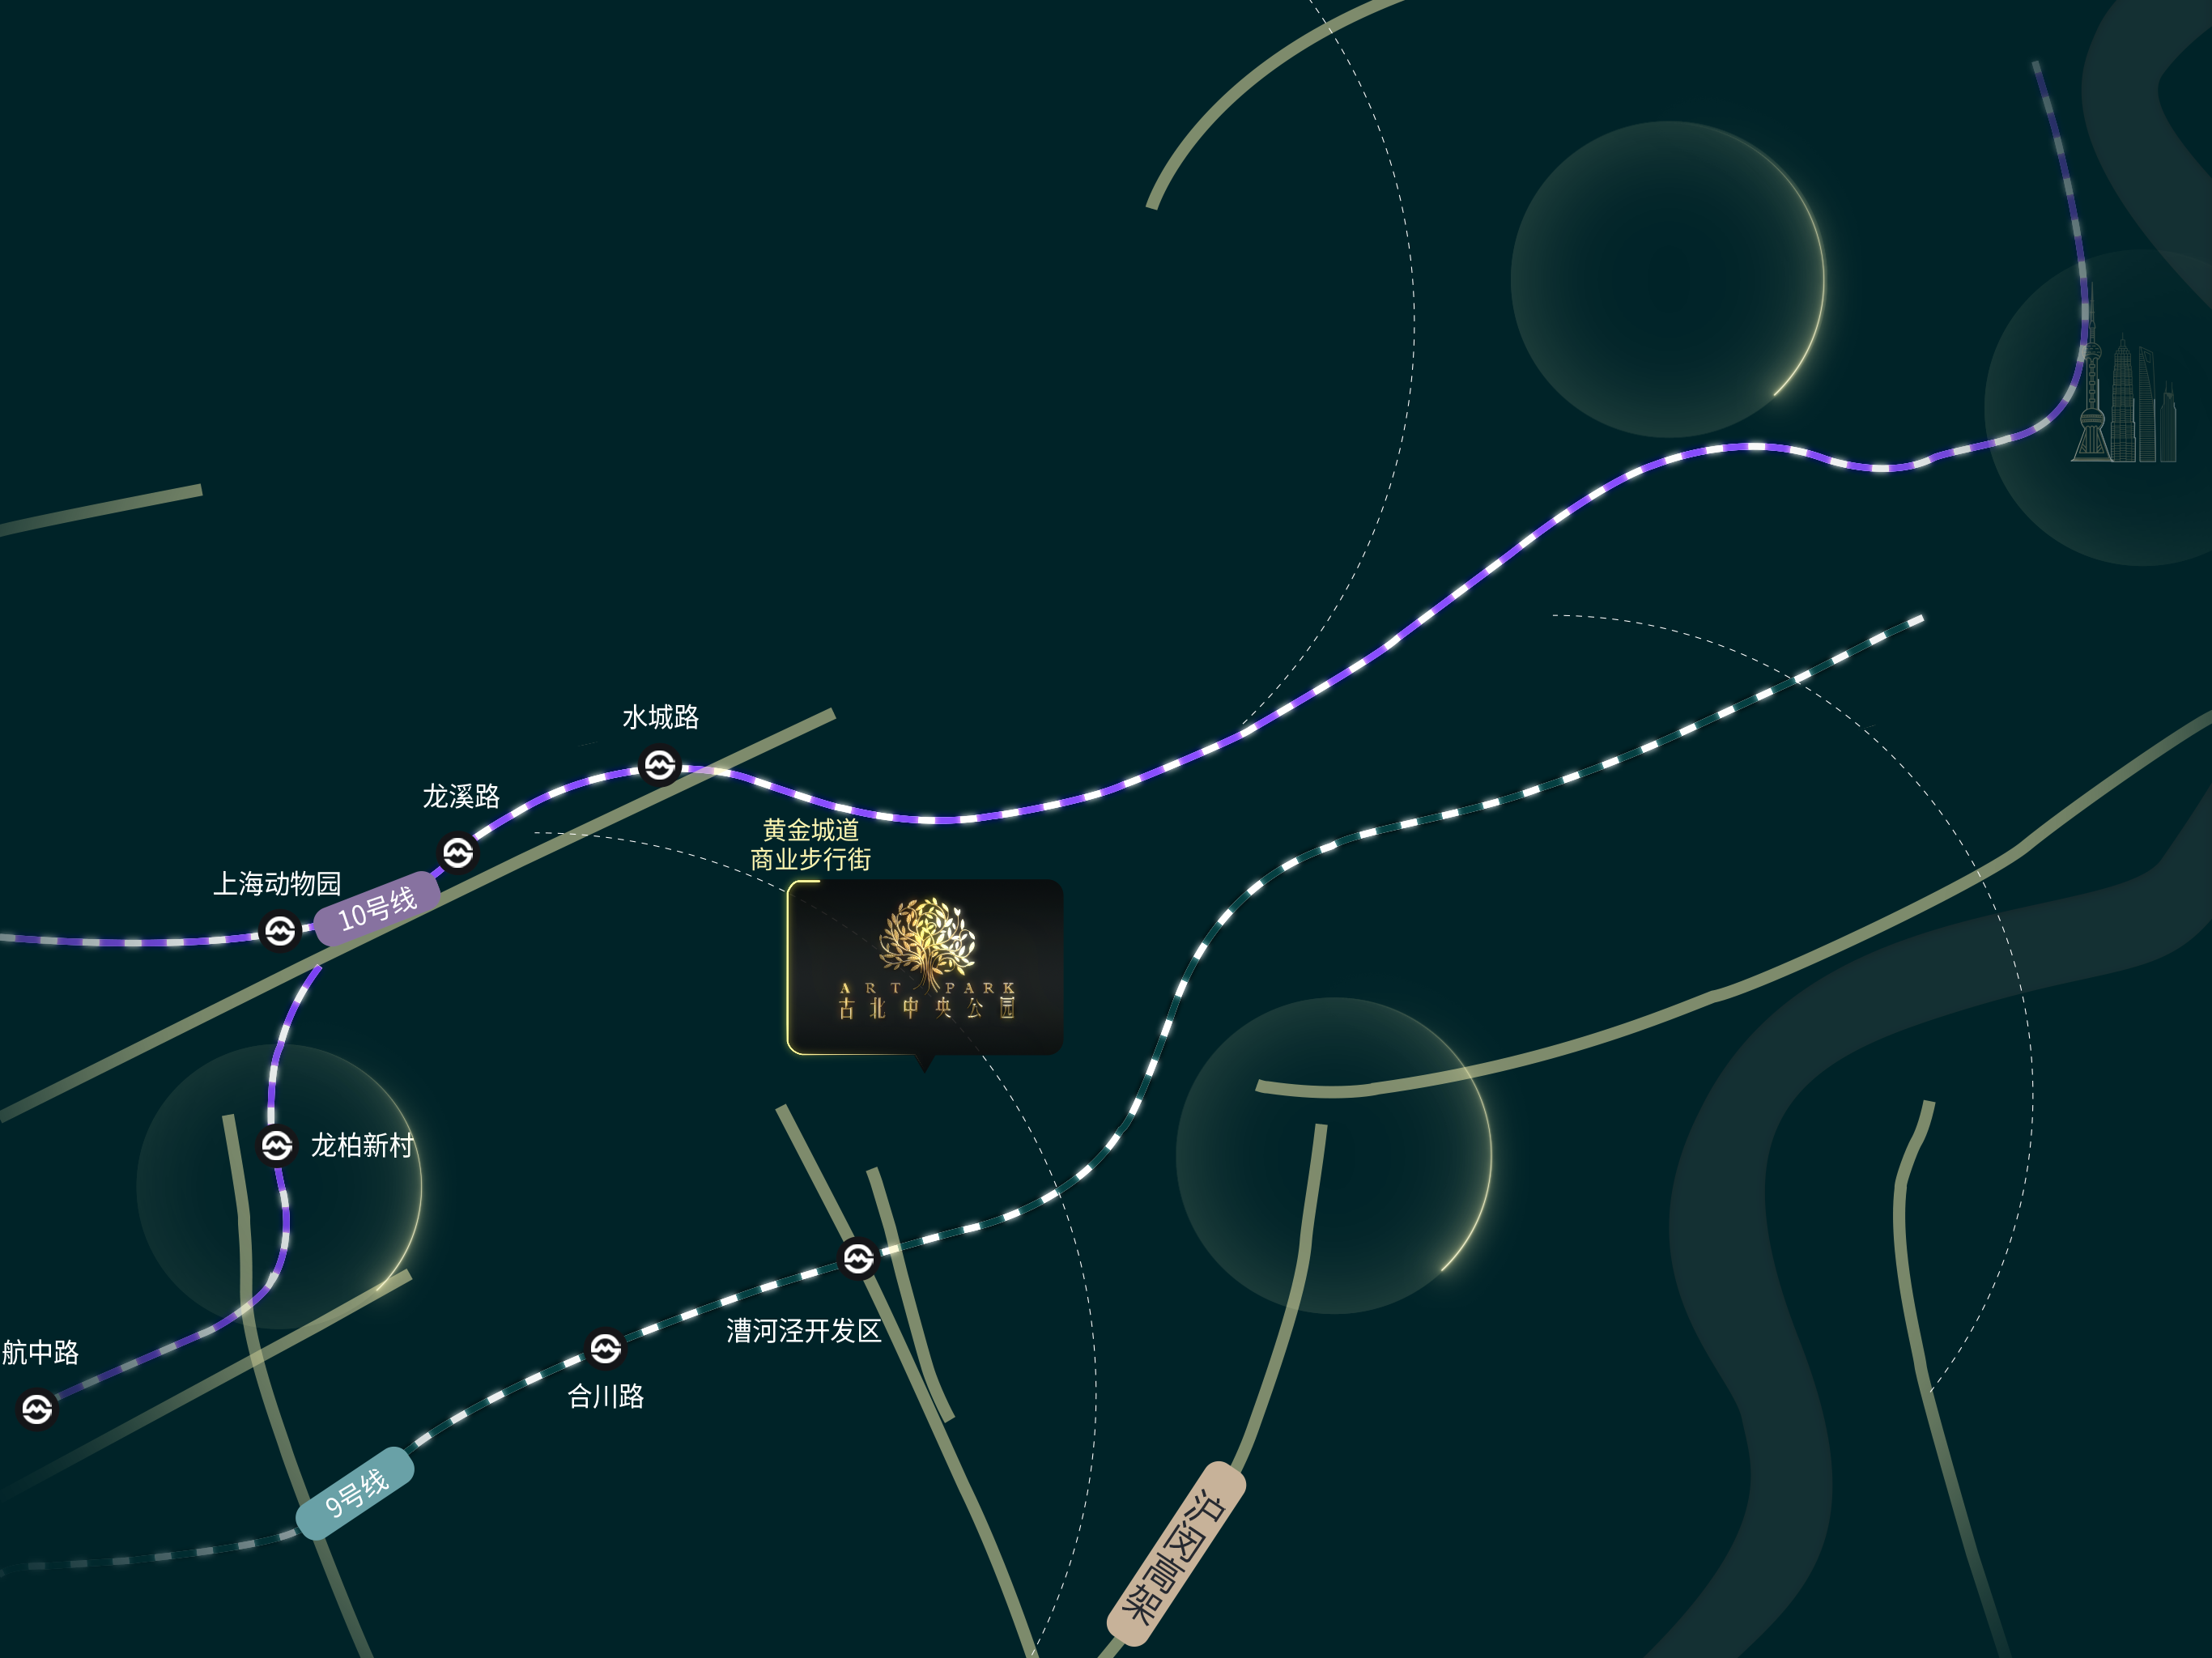 水城路
龙溪路
黄金城道
商业步行街
上海动物园
10号线
ART PARK
古北中央公园
龙柏新村
漕河泾开发区
航中路
合川路
9号线
沪闵高架